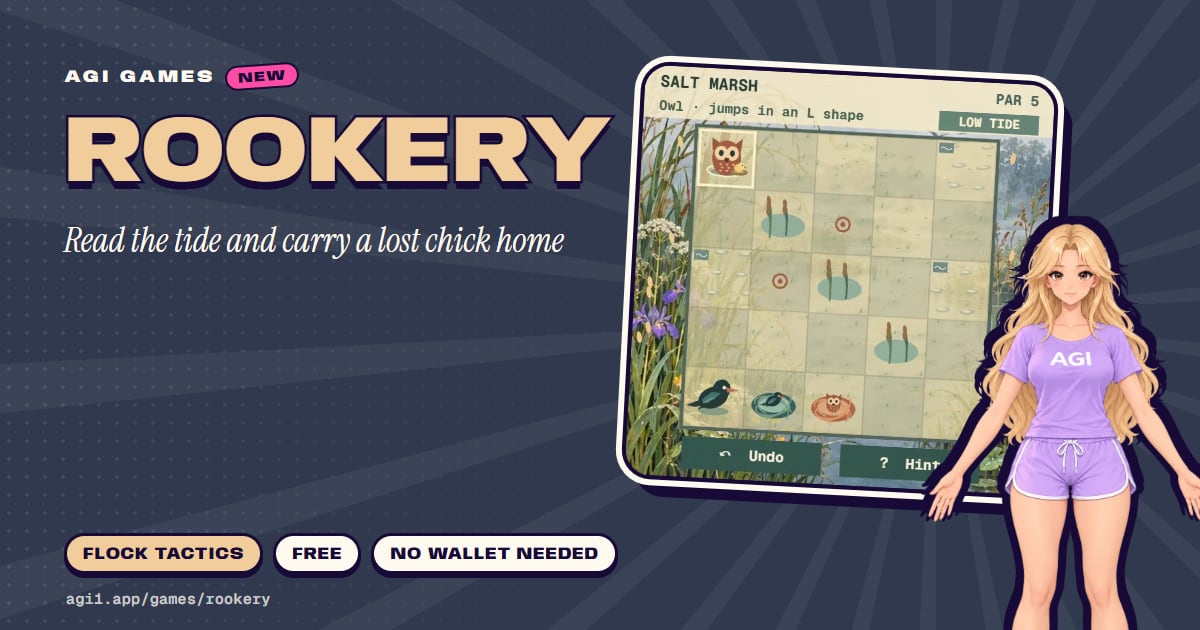 AGI GAMES NEW
ROOKERY
Read the tide and carry a lost chick home
SALT MARSH
PAR 5
Owl · jumps in an L shape
LOW TIDE
Undo
? Hint
AGI
FLOCK TACTICS
FREE
NO WALLET NEEDED
agi1.app/games/rookery